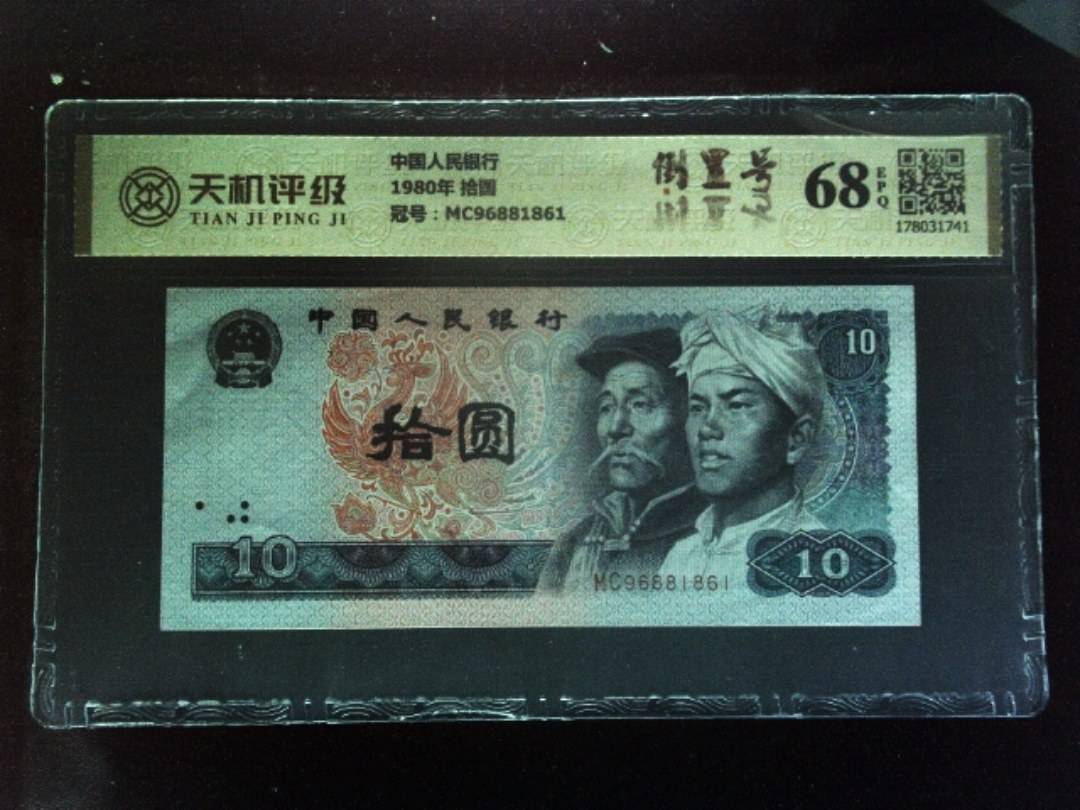 天机评级
TIAN JI PING JI
中国人民银行
1980年 拾圆
冠号：MC96881861
倒置号
68
EPQ
178031741
中国人民银行
10
拾圆
10
MC96881861
10